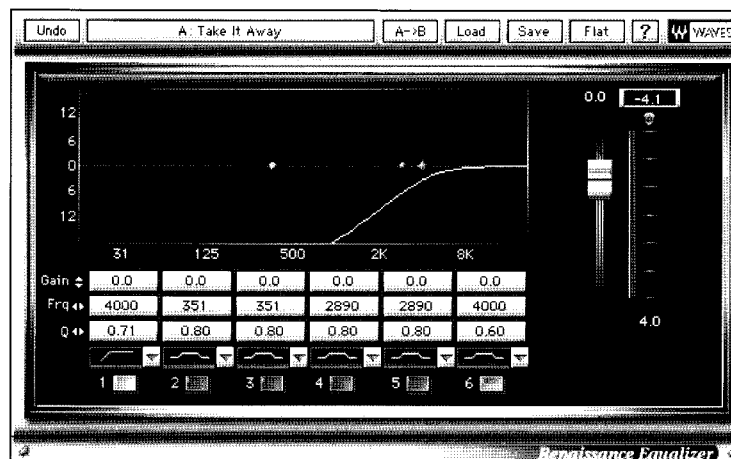 Undo A: Take It Away A->B Load Save Flat ? W WAVES
0.0 -4.1
12
6
0
6
12
31 125 500 2K 8K
Gain 0.0 0.0 0.0 0.0 0.0 0.0
Frq 4000 351 351 2890 2890 4000
Q 0.71 0.80 0.80 0.80 0.80 0.60
4.0
1 2 3 4 5 6
Renaissance Equalizer